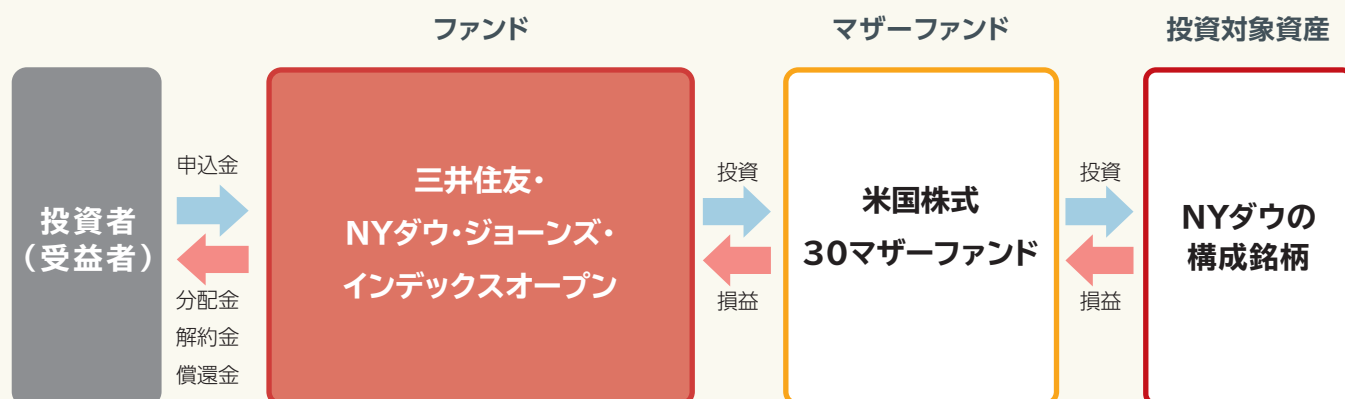 ファンド
マザーファンド
投資対象資産
投資者
(受益者)
申込金
分配金
解約金
償還金
三井住友・
NYダウ・ジョーンズ・
インデックスオープン
投資
損益
米国株式
30マザーファンド
投資
損益
NYダウの
構成銘柄